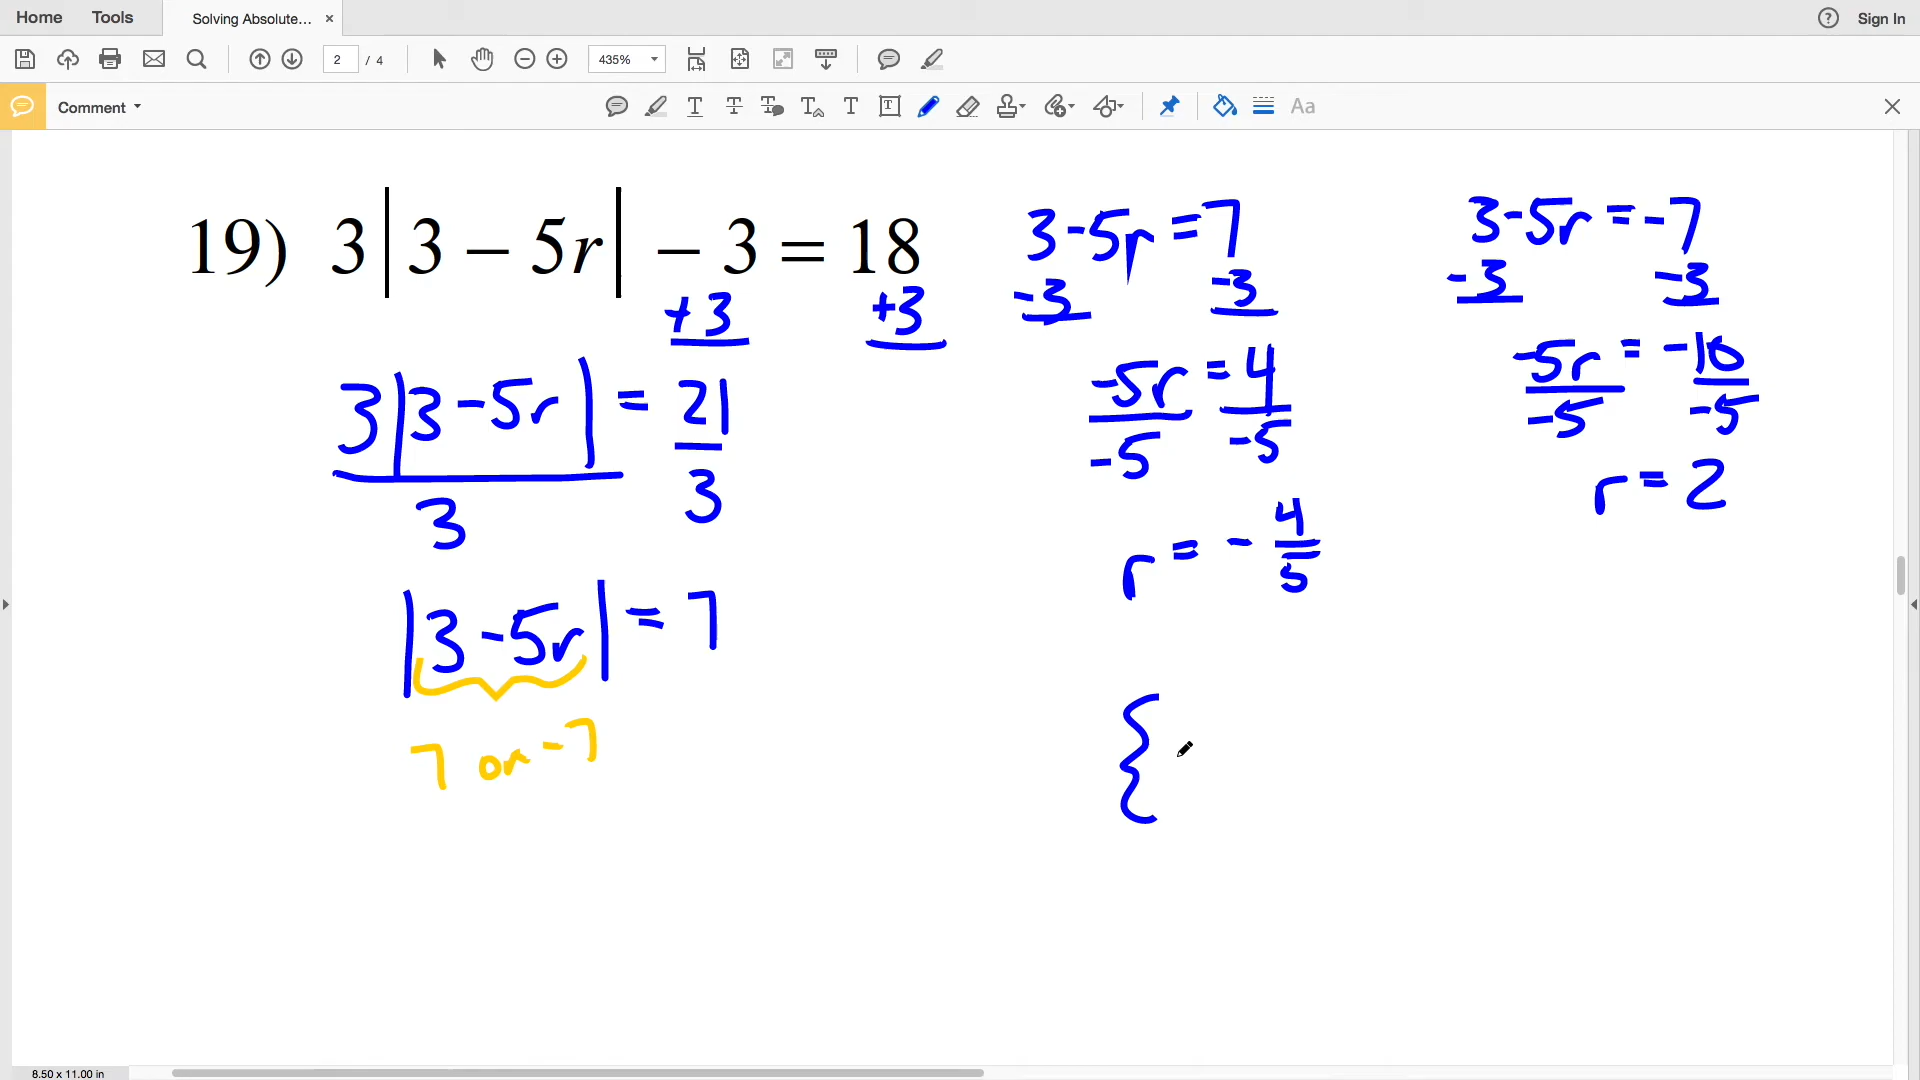 Home Tools Solving Absolute... × ? Sign In
2 / 4 435%
Comment T T T T T T Aa
19) 3|3 − 5r| − 3 = 18
+3 +3
3|3-5r| = 21
3 3
|3-5r| = 7
7 or -7
3-5r = 7
-3 -3
-5r = 4
-5 -5
r = - 4/5
{
3-5r = -7
-3 -3
-5r = -10
-5 -5
r = 2
8.50 x 11.00 in